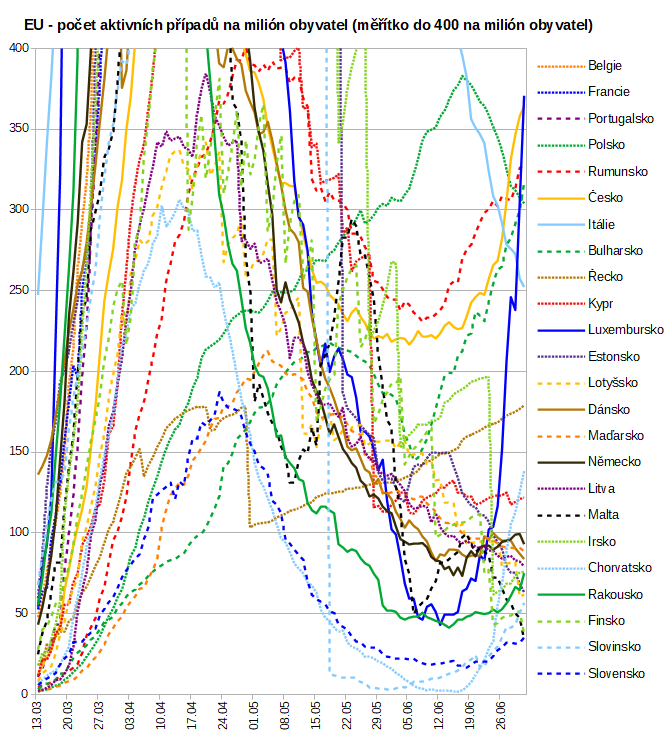 EU - počet aktivních případů na milión obyvatel (měřítko do 400 na milión obyvatel)
400
350
300
250
200
150
100
50
0
13.03
20.03
27.03
03.04
10.04
17.04
24.04
01.05
08.05
15.05
22.05
29.05
05.06
12.06
19.06
26.06
Belgie
Francie
Portugalsko
Polsko
Rumunsko
Česko
Itálie
Bulharsko
Řecko
Kypr
Luxembursko
Estonsko
Lotyšsko
Dánsko
Maďarsko
Německo
Litva
Malta
Irsko
Chorvatsko
Rakousko
Finsko
Slovinsko
Slovensko